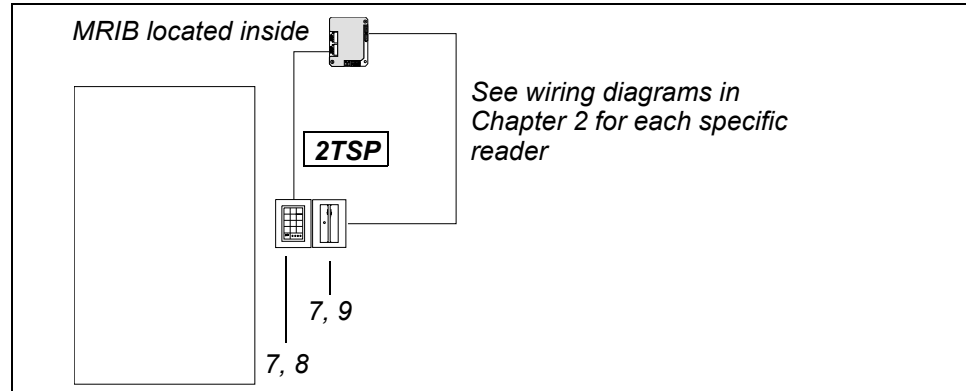 MRIB located inside
See wiring diagrams in
Chapter 2 for each specific
reader
2TSP
7, 9
7, 8